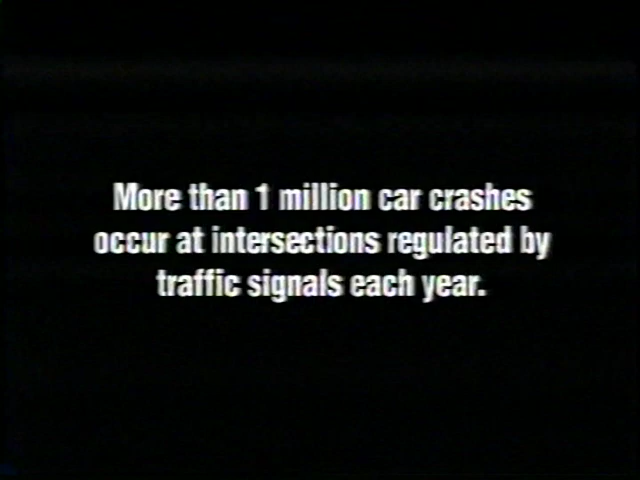 More than 1 million car crashes
occur at intersections regulated by
traffic signals each year.